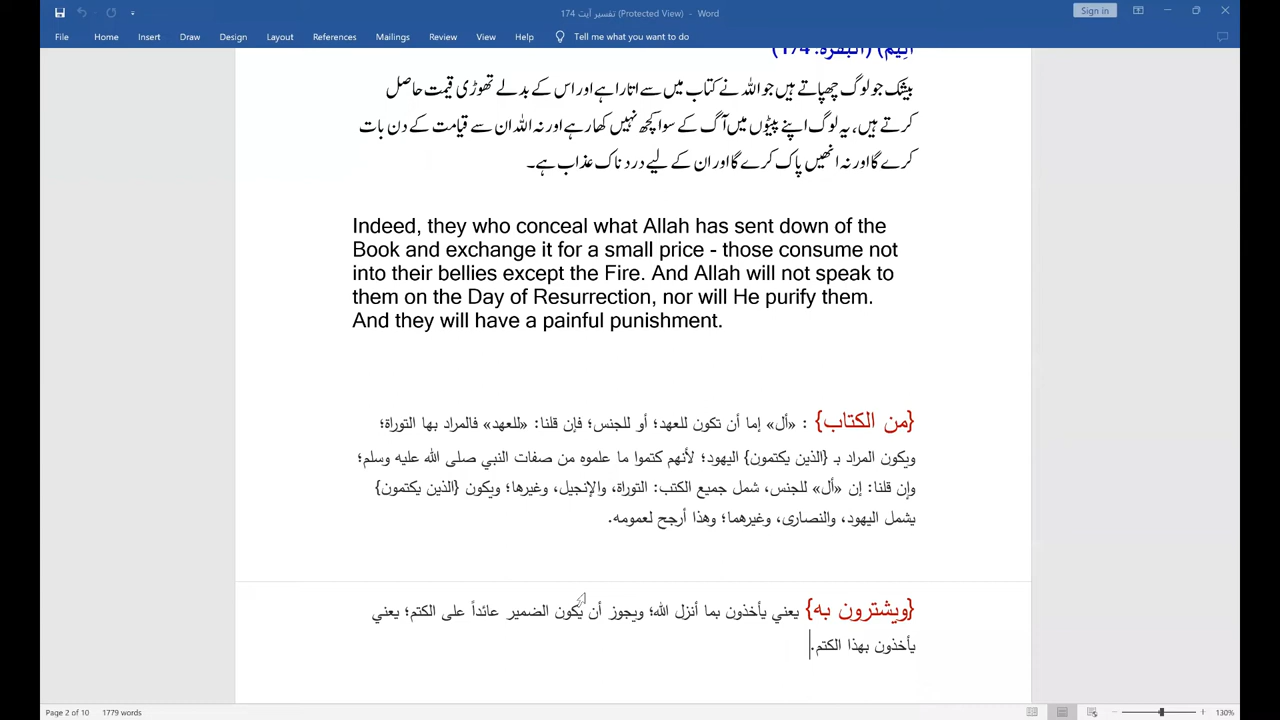 تفسير آيت 174 (Protected View) - Word
Sign in
File Home Insert Draw Design Layout References Mailings Review View Help Tell me what you want to do
اليم) (البقرة: 174)
بیشک جو لوگ چھپاتے ہیں جو اللہ نے کتاب میں سے اتارا ہے اور اس کے بدلے تھوڑی قیمت حاصل
کرتے ہیں، یہ لوگ اپنے پیٹوں میں آگ کے سوا کچھ نہیں کھا رہے اور نہ اللہ ان سے قیامت کے دن بات
کرے گا اور نہ انھیں پاک کرے گا اور ان کے لیے درد ناک عذاب ہے۔
Indeed, they who conceal what Allah has sent down of the
Book and exchange it for a small price - those consume not
into their bellies except the Fire. And Allah will not speak to
them on the Day of Resurrection, nor will He purify them.
And they will have a painful punishment.
{من الكتاب} : «أل» إما أن تكون للعهد؛ أو للجنس؛ فإن قلنا: «للعهد» فالمراد بها التوراة؛
ويكون المراد بـ {الذين يكتمون} اليهود؛ لأنهم كتموا ما علموه من صفات النبي صلى الله عليه وسلم؛
وإن قلنا: إن «أل» للجنس، شمل جميع الكتب: التوراة، والإنجيل، وغيرها؛ ويكون {الذين يكتمون}
يشمل اليهود، والنصارى، وغيرهما؛ وهذا أرجح لعمومه.
{ويشترون به} يعني يأخذون بما أنزل الله؛ ويجوز أن يكون الضمير عائداً على الكتم؛ يعني
يأخذون بهذا الكتم.
Page 2 of 10 1779 words 130%